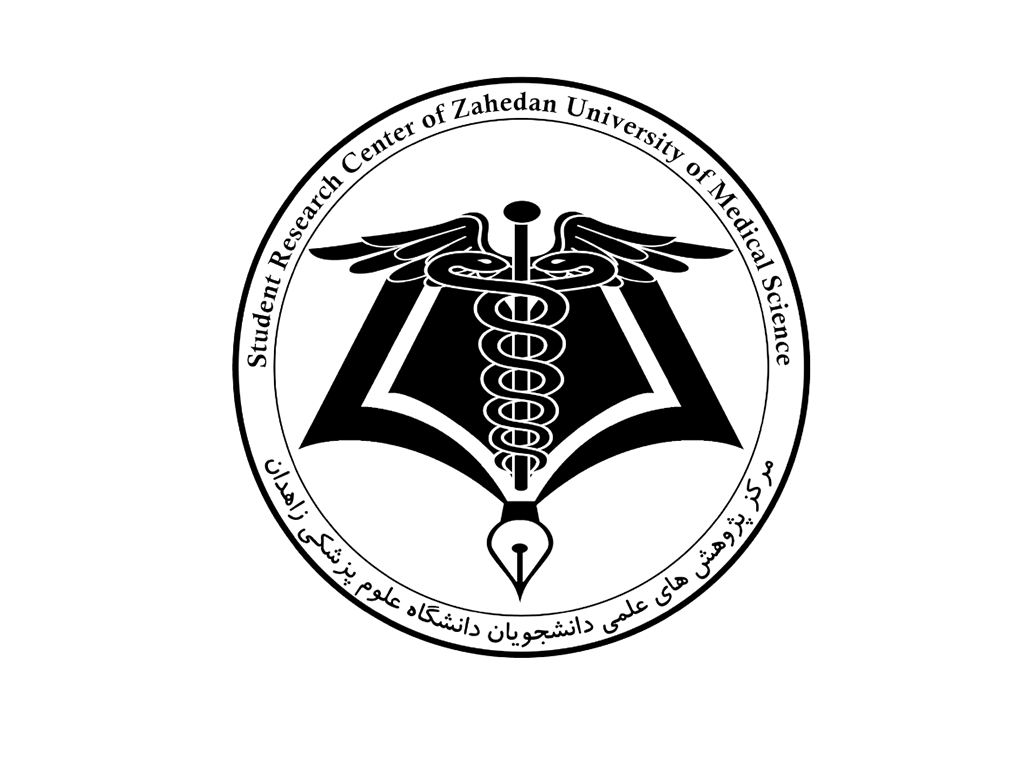 Student Research Center of Zahedan University of Medical Science
مرکز پژوهش های علمی دانشجویان دانشگاه علوم پزشکی زاهدان